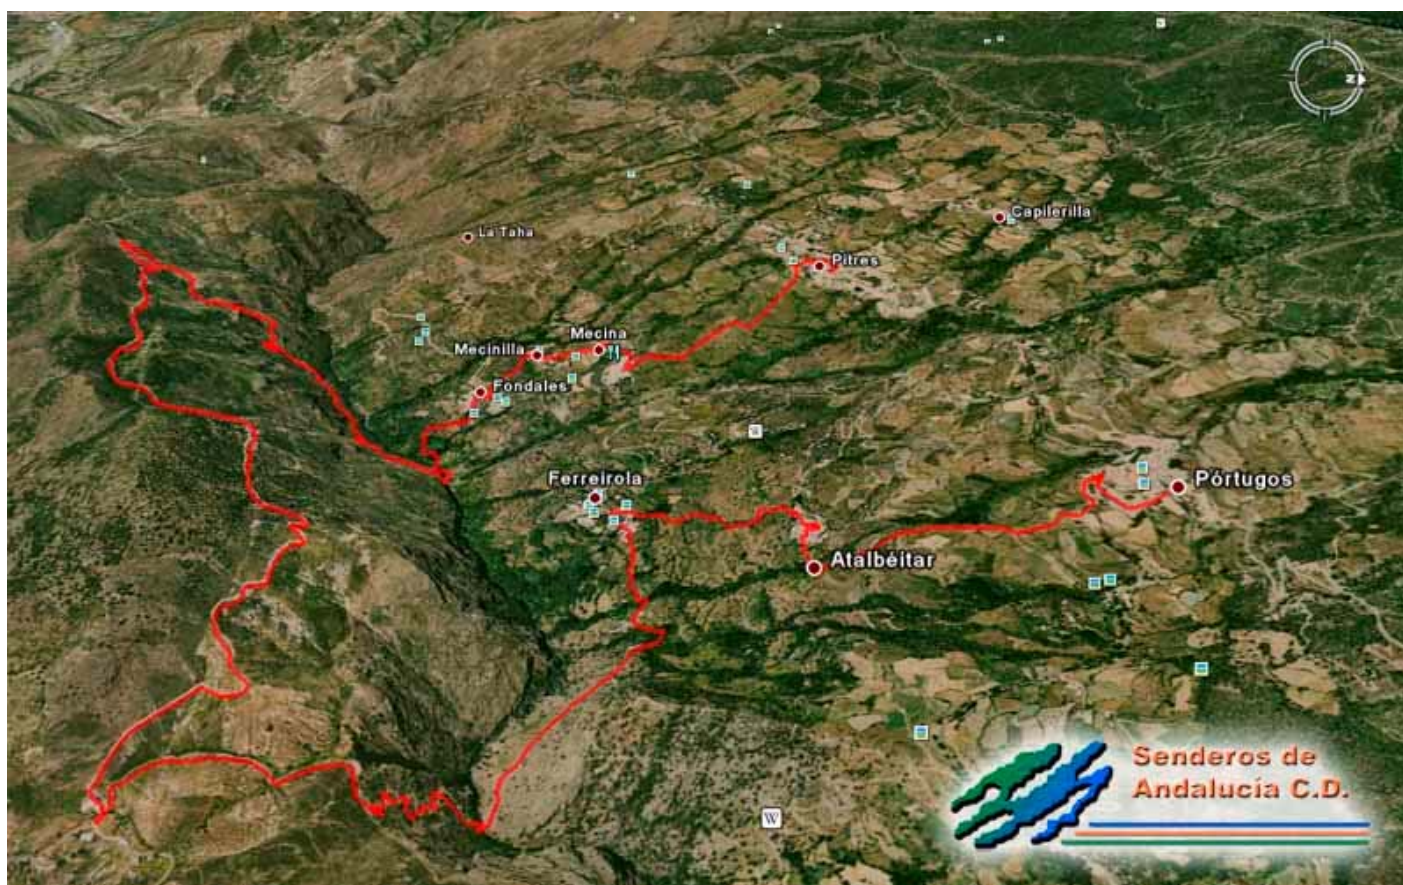 N
Capilerilla
La Taha
Pitres
Mecina
Mecinilla
Fondales
Ferreirola
Pórtugos
Atalbéitar
W
Senderos de
Andalucía C.D.